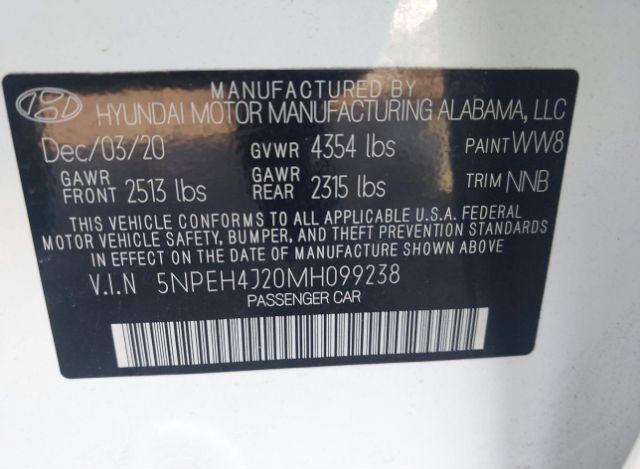 MANUFACTURED BY
HYUNDAI MOTOR MANUFACTURING ALABAMA, LLC
Dec/03/20 GVWR 4354 lbs PAINT WW8
GAWR FRONT 2513 lbs GAWR REAR 2315 lbs TRIM NNB
THIS VEHICLE CONFORMS TO ALL APPLICABLE U.S.A. FEDERAL
MOTOR VEHICLE SAFETY, BUMPER, AND THEFT PREVENTION STANDARDS
IN EFFECT ON THE DATE OF MANUFACTURE SHOWN ABOVE
V.I.N 5NPEH4J20MH099238
PASSENGER CAR